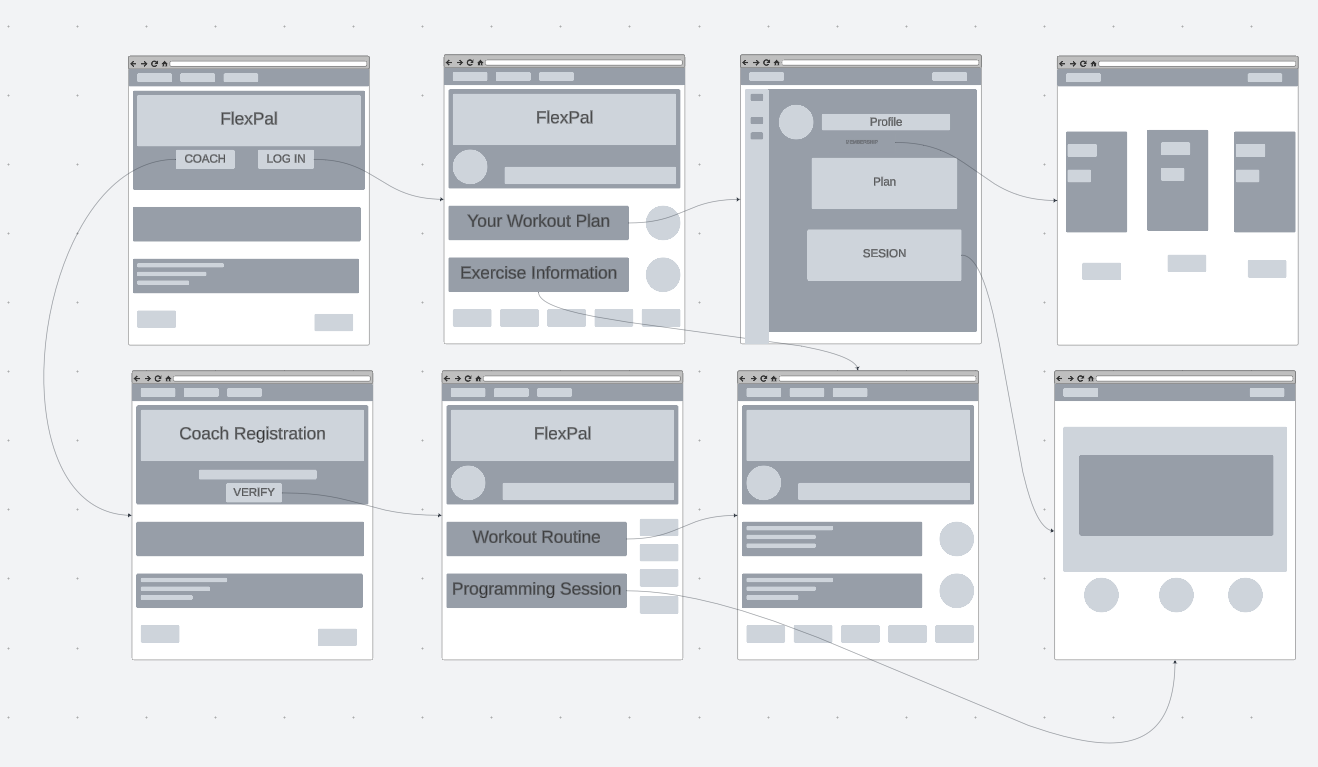 FlexPal
COACH
LOG IN
FlexPal
Your Workout Plan
Exercise Information
Profile
Plan
SESION
Coach Registration
VERIFY
FlexPal
Workout Routine
Programming Session